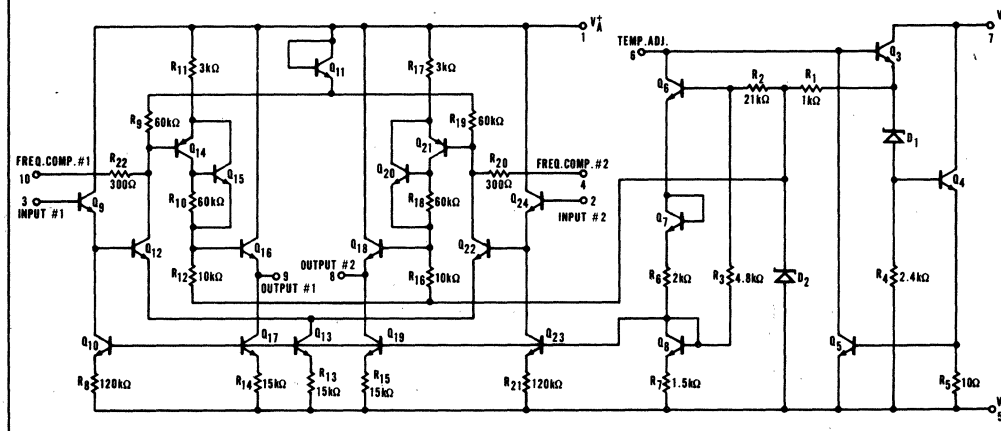 V+A
1
V
7
TEMP.ADJ.
6
Q3
Q11
R11
3kΩ
R17
3kΩ
R2
21kΩ
R1
1kΩ
Q6
R9
60kΩ
R19
60kΩ
D1
Q14
Q21
FREQ.COMP.#1
10
R22
300Ω
Q15
Q20
R20
300Ω
FREQ.COMP.#2
4
Q4
3
INPUT #1
Q9
R10
60kΩ
R18
60kΩ
Q24
2
INPUT #2
Q7
Q12
Q16
Q18
Q22
R12
10kΩ
9
OUTPUT #1
OUTPUT #2
8
R16
10kΩ
R6
2kΩ
R3
4.8kΩ
D2
R4
2.4kΩ
Q10
Q17
Q13
Q19
Q23
Q8
Q5
R8
120kΩ
R14
15kΩ
R13
15kΩ
R15
15kΩ
R21
120kΩ
R7
1.5kΩ
R5
10Ω
V
5